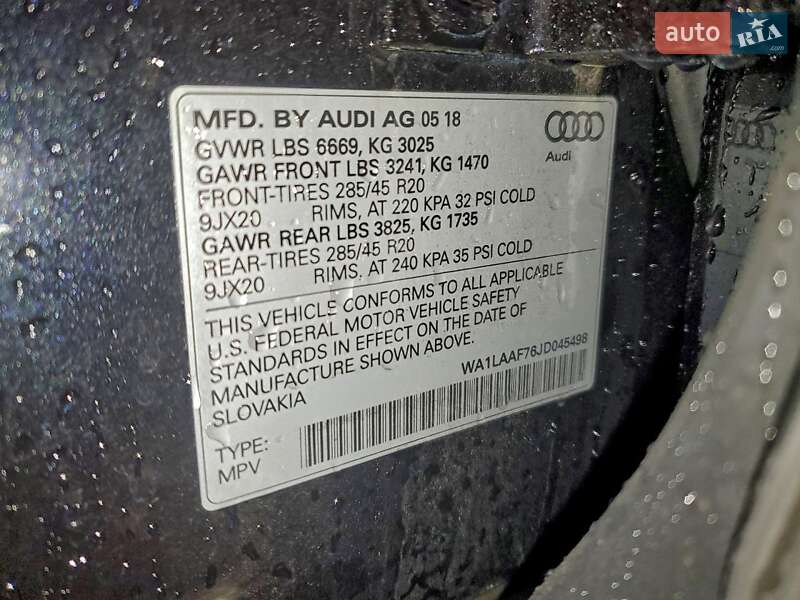 auto RIA
.com
MFD. BY AUDI AG 05 18
GVWR LBS 6669, KG 3025
GAWR FRONT LBS 3241, KG 1470
FRONT-TIRES 285/45 R20
9JX20 RIMS, AT 220 KPA 32 PSI COLD
GAWR REAR LBS 3825, KG 1735
REAR-TIRES 285/45 R20
9JX20 RIMS, AT 240 KPA 35 PSI COLD
Audi
THIS VEHICLE CONFORMS TO ALL APPLICABLE
U.S. FEDERAL MOTOR VEHICLE SAFETY
STANDARDS IN EFFECT ON THE DATE OF
MANUFACTURE SHOWN ABOVE.
SLOVAKIA
WA1LAAF76JD045498
TYPE:
MPV